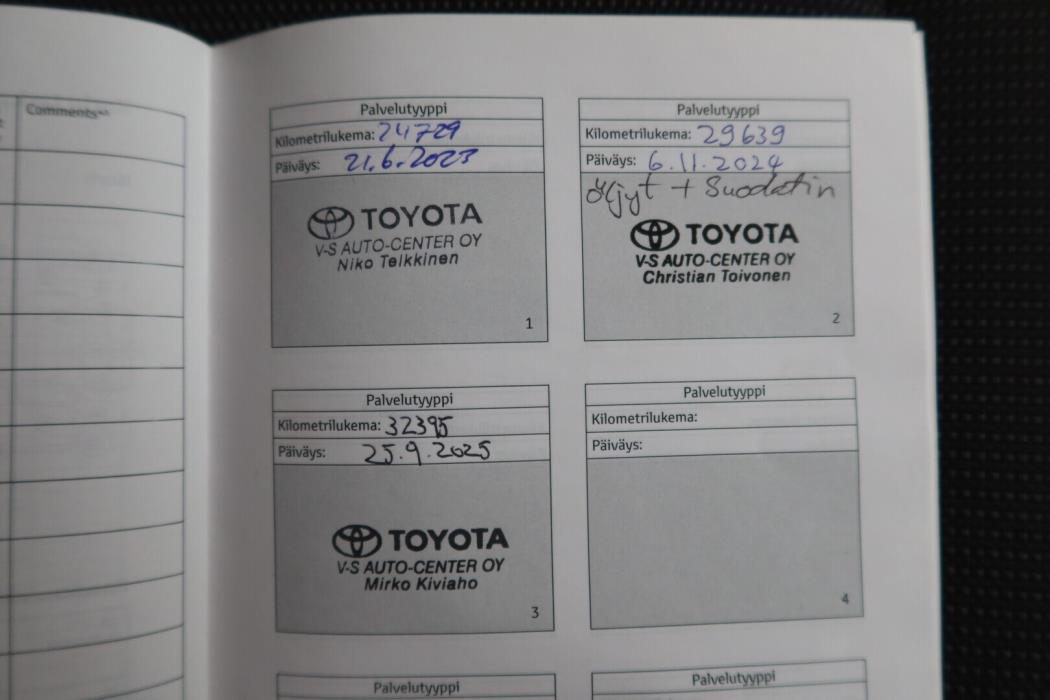 Comments
Palvelutyyppi
Kilometrilukema: 24729
Päiväys: 21.6.2023
TOYOTA
V-S AUTO-CENTER OY
Niko Telkkinen
1
Palvelutyyppi
Kilometrilukema: 29639
Päiväys: 6.11.2024
Öljyt + Suodatin
TOYOTA
V-S AUTO-CENTER OY
Christian Toivonen
2
Palvelutyyppi
Kilometrilukema: 32395
Päiväys: 25.9.2025
TOYOTA
V-S AUTO-CENTER OY
Mirko Kiviaho
3
Palvelutyyppi
Kilometrilukema:
Päiväys:
4
Palvelutyyppi
Palvelutyyppi